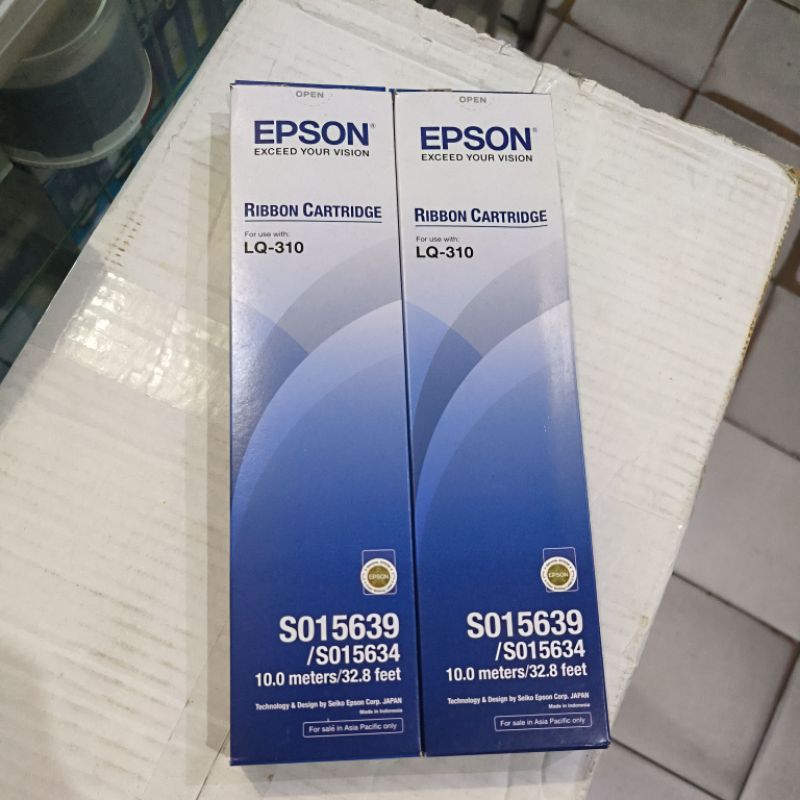 OPEN
EPSON®
EXCEED YOUR VISION
RIBBON CARTRIDGE
For use with:
LQ-310
EPSON
S015639
/S015634
10.0 meters/32.8 feet
Technology & Design by Seiko Epson Corp. JAPAN
Made in Indonesia
For sale in Asia Pacific only
OPEN
EPSON®
EXCEED YOUR VISION
RIBBON CARTRIDGE
For use with:
LQ-310
EPSON
S015639
/S015634
10.0 meters/32.8 feet
Technology & Design by Seiko Epson Corp. JAPAN
Made in Indonesia
For sale in Asia Pacific only